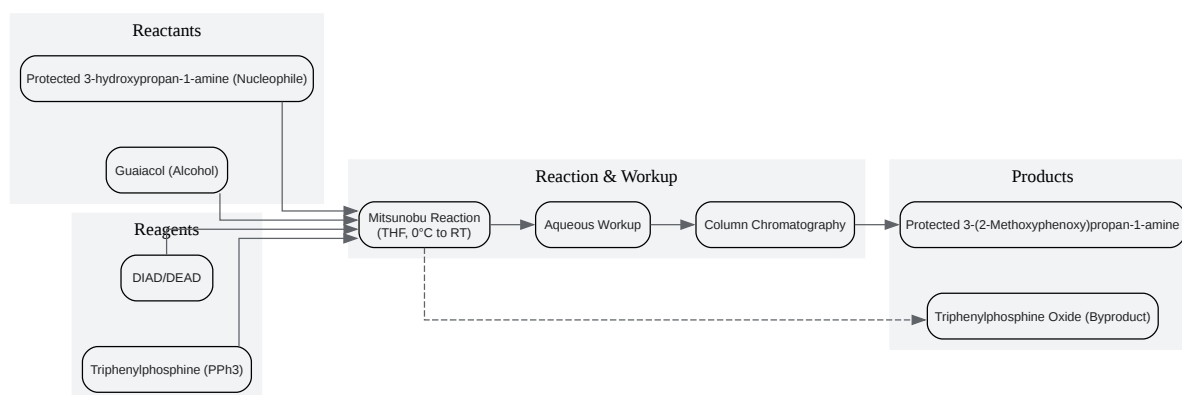 Reactants
Protected 3-hydroxypropan-1-amine (Nucleophile)
Guaiacol (Alcohol)
Reagents
DIAD/DEAD
Triphenylphosphine (PPh3)
Reaction & Workup
Mitsunobu Reaction
(THF, 0°C to RT)
Aqueous Workup
Column Chromatography
Products
Protected 3-(2-Methoxyphenoxy)propan-1-amine
Triphenylphosphine Oxide (Byproduct)